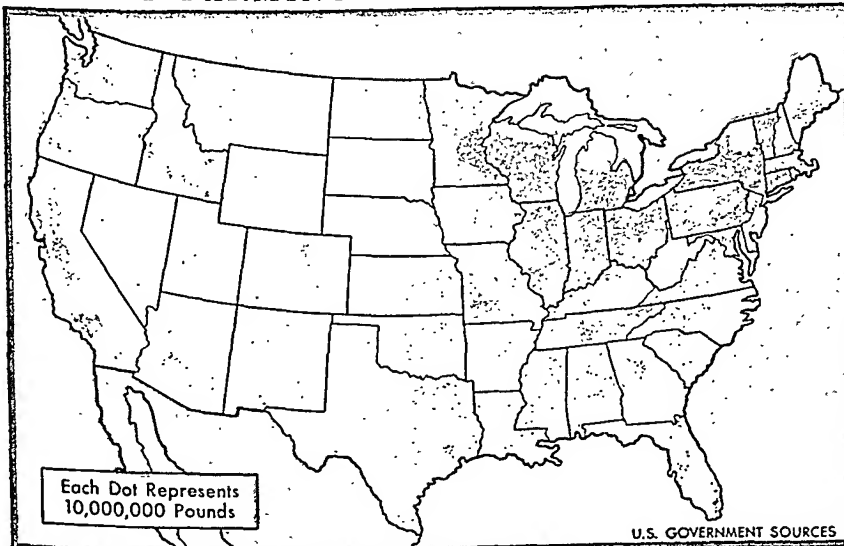 Each Dot Represents
10,000,000 Pounds
U.S. GOVERNMENT SOURCES